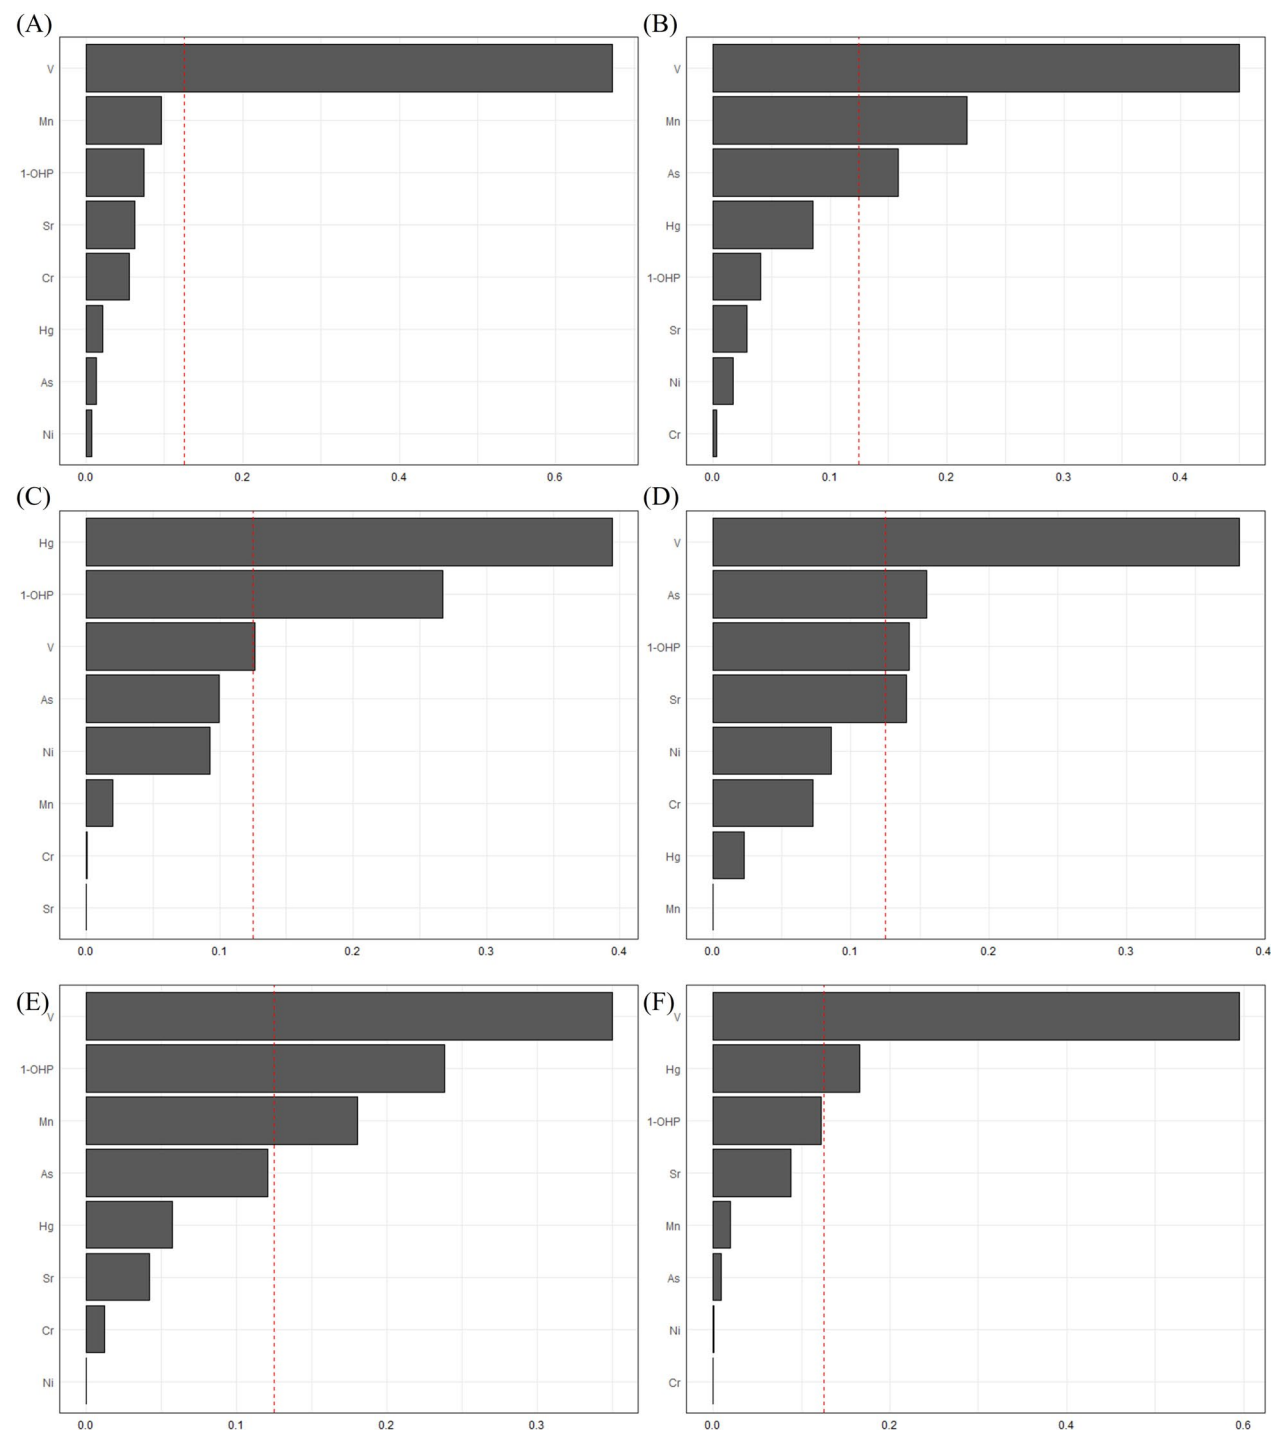 (A)
V
Mn
1-OHP
Sr
Cr
Hg
As
Ni
0.0 0.2 0.4 0.6
(B)
V
Mn
As
Hg
1-OHP
Sr
Ni
Cr
0.0 0.1 0.2 0.3 0.4
(C)
Hg
1-OHP
V
As
Ni
Mn
Cr
Sr
0.0 0.1 0.2 0.3 0.4
(D)
V
As
1-OHP
Sr
Ni
Cr
Hg
Mn
0.0 0.1 0.2 0.3 0.4
(E)
V
1-OHP
Mn
As
Hg
Sr
Cr
Ni
0.0 0.1 0.2 0.3
(F)
V
Hg
1-OHP
Sr
Mn
As
Ni
Cr
0.0 0.2 0.4 0.6